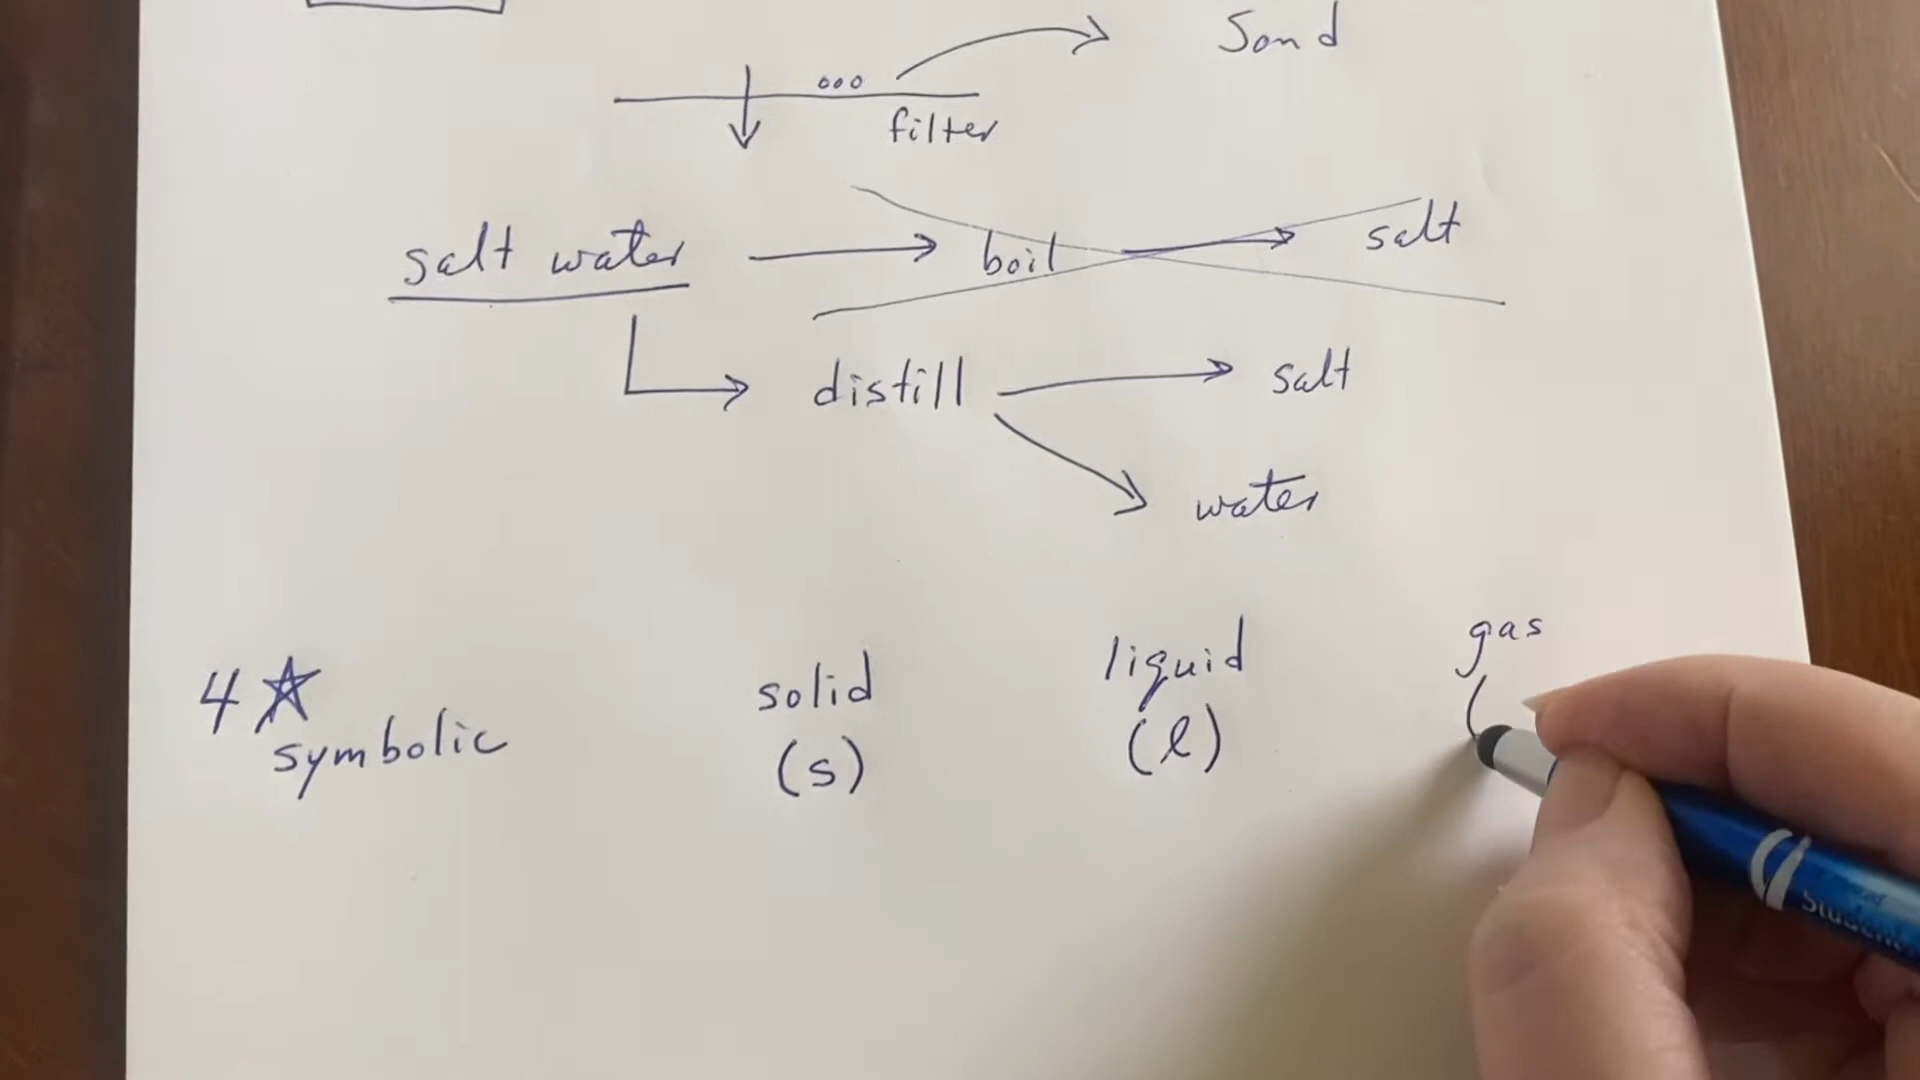 Sand
ooo
filter
salt water → boil → salt
distill → salt
water
4 ☆ symbolic
solid liquid gas
(s) (l) (